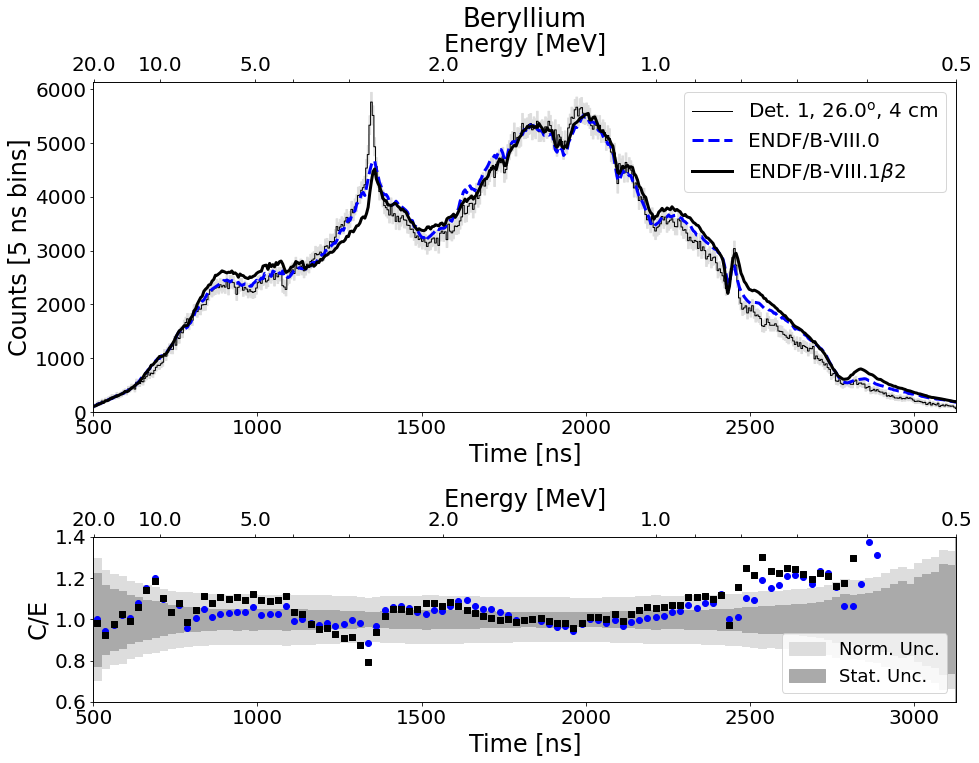 Beryllium
Energy [MeV]
20.0 10.0 5.0 2.0 1.0 0.5
6000
5000
4000
3000
2000
1000
0
Counts [5 ns bins]
Det. 1, 26.0°, 4 cm
ENDF/B-VIII.0
ENDF/B-VIII.1β2
500 1000 1500 2000 2500 3000
Time [ns]
Energy [MeV]
20.0 10.0 5.0 2.0 1.0 0.5
1.4
1.2
1.0
0.8
0.6
C/E
Norm. Unc.
Stat. Unc.
500 1000 1500 2000 2500 3000
Time [ns]